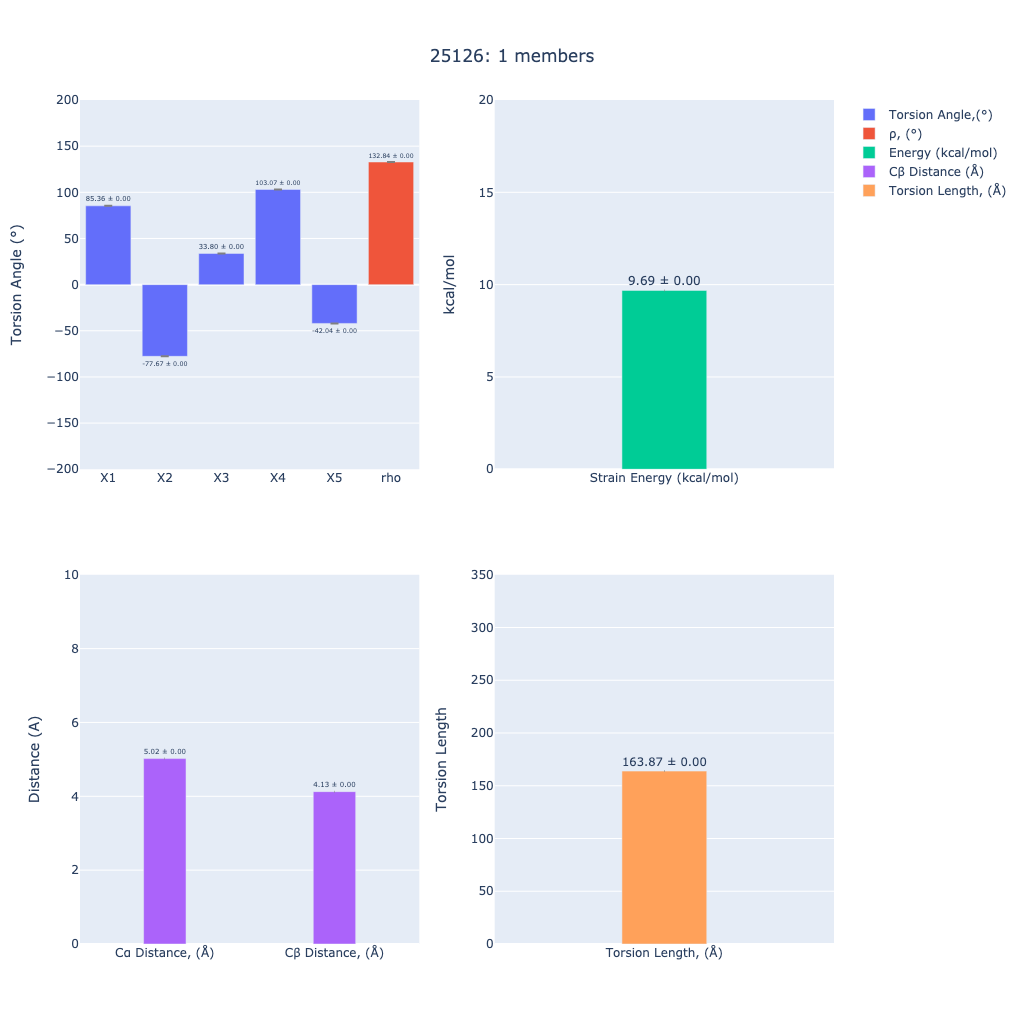 25126: 1 members
Torsion Angle (°)
200
150
100
50
0
−50
−100
−150
−200
85.36 ± 0.00
-77.67 ± 0.00
33.80 ± 0.00
103.07 ± 0.00
-42.04 ± 0.00
132.84 ± 0.00
X1 X2 X3 X4 X5 rho
kcal/mol
20
15
10
5
0
9.69 ± 0.00
Strain Energy (kcal/mol)
Torsion Angle,(°)
ρ, (°)
Energy (kcal/mol)
Cβ Distance (Å)
Torsion Length, (Å)
Distance (A)
10
8
6
4
2
0
5.02 ± 0.00
4.13 ± 0.00
Cα Distance, (Å) Cβ Distance, (Å)
Torsion Length
350
300
250
200
150
100
50
0
163.87 ± 0.00
Torsion Length, (Å)